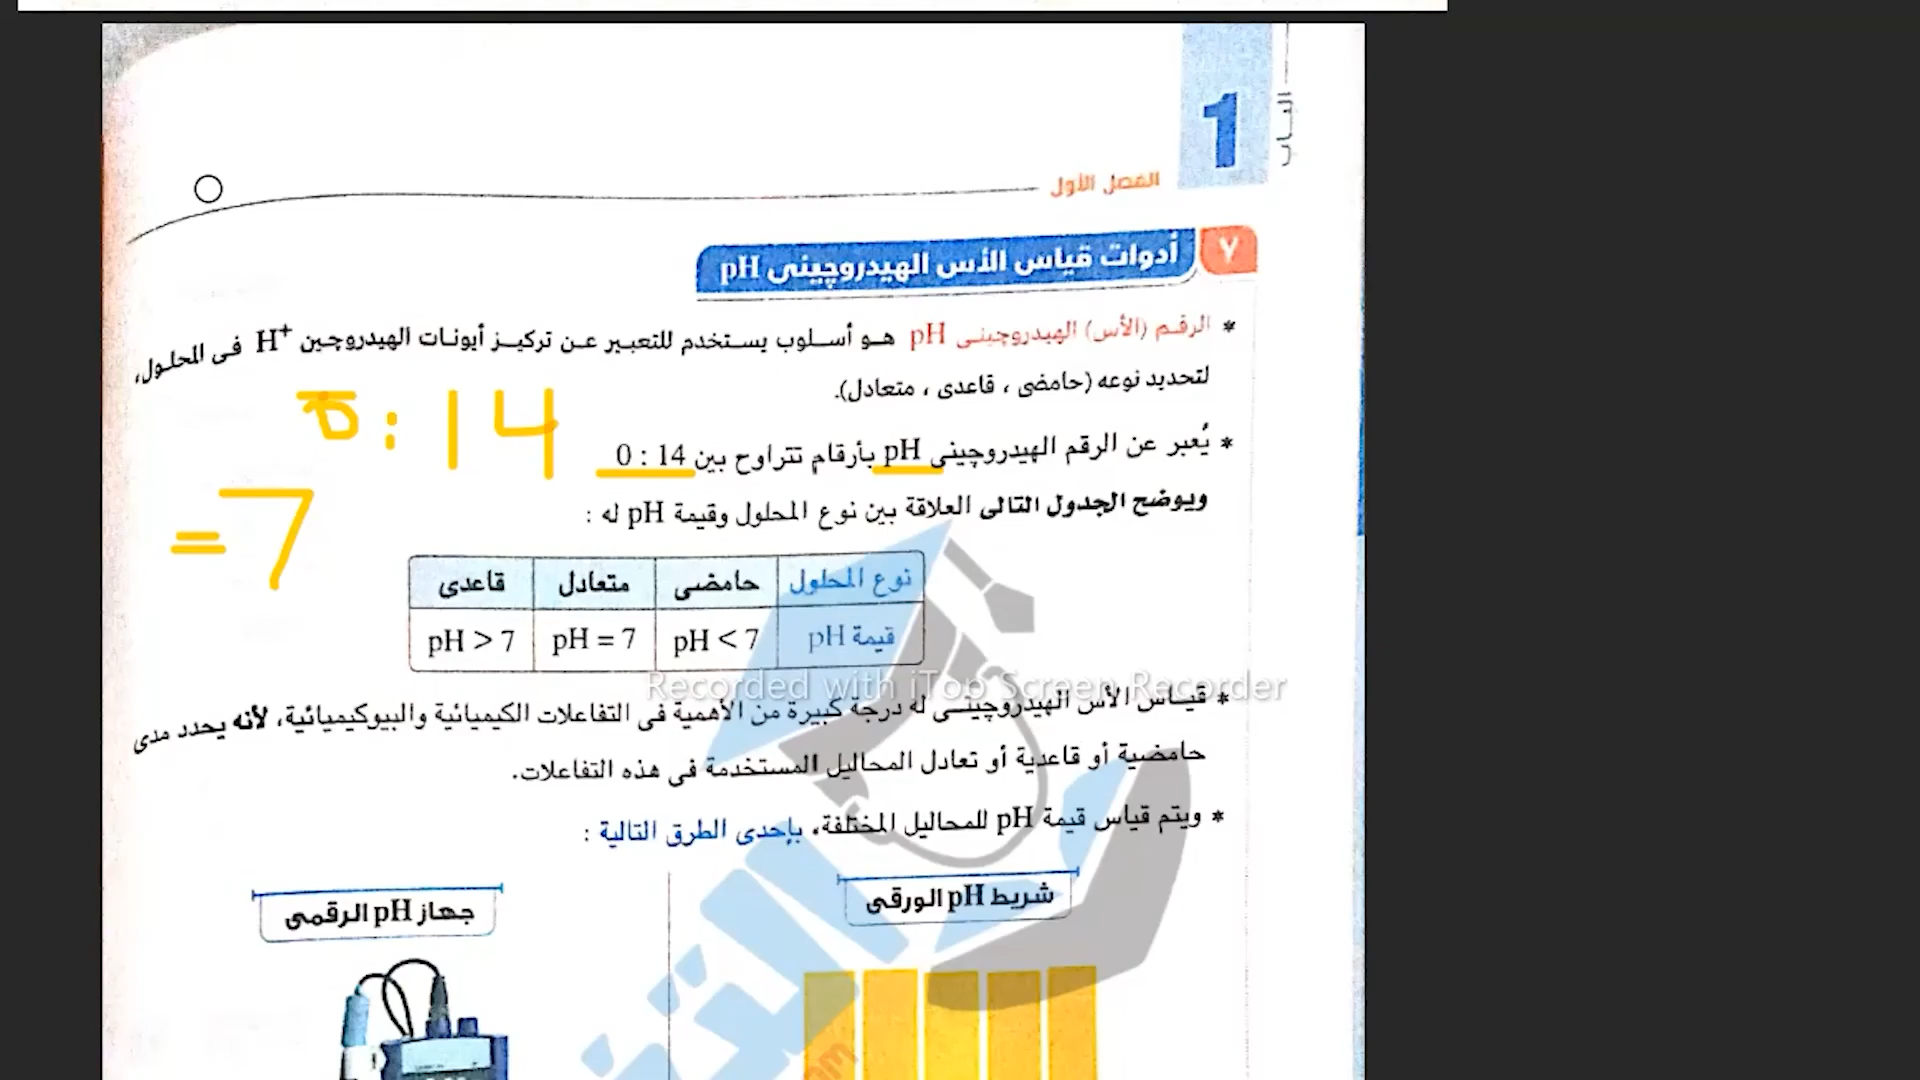 الباب
1
الفصل الأول
٧ أدوات قياس الأس الهيدروچينى pH
* الرقم (الأس) الهيدروچينى pH هو أسلوب يستخدم للتعبير عن تركيز أيونات الهيدروچين H⁺ فى المحلول،
لتحديد نوعه (حامضى ، قاعدى ، متعادل).
0 : 14
* يُعبر عن الرقم الهيدروچينى pH بأرقام تتراوح بين 14 : 0
= 7
ويوضح الجدول التالى العلاقة بين نوع المحلول وقيمة pH له :
نوع المحلول حامضى متعادل قاعدى
قيمة pH pH < 7 pH = 7 pH > 7
Recorded with iTop Screen Recorder
* قياس الأس الهيدروچينى له درجة كبيرة من الأهمية فى التفاعلات الكيميائية والبيوكيميائية، لأنه يحدد مدى
حامضية أو قاعدية أو تعادل المحاليل المستخدمة فى هذه التفاعلات.
* ويتم قياس قيمة pH للمحاليل المختلفة، بإحدى الطرق التالية :
شريط pH الورقى
جهاز pH الرقمى